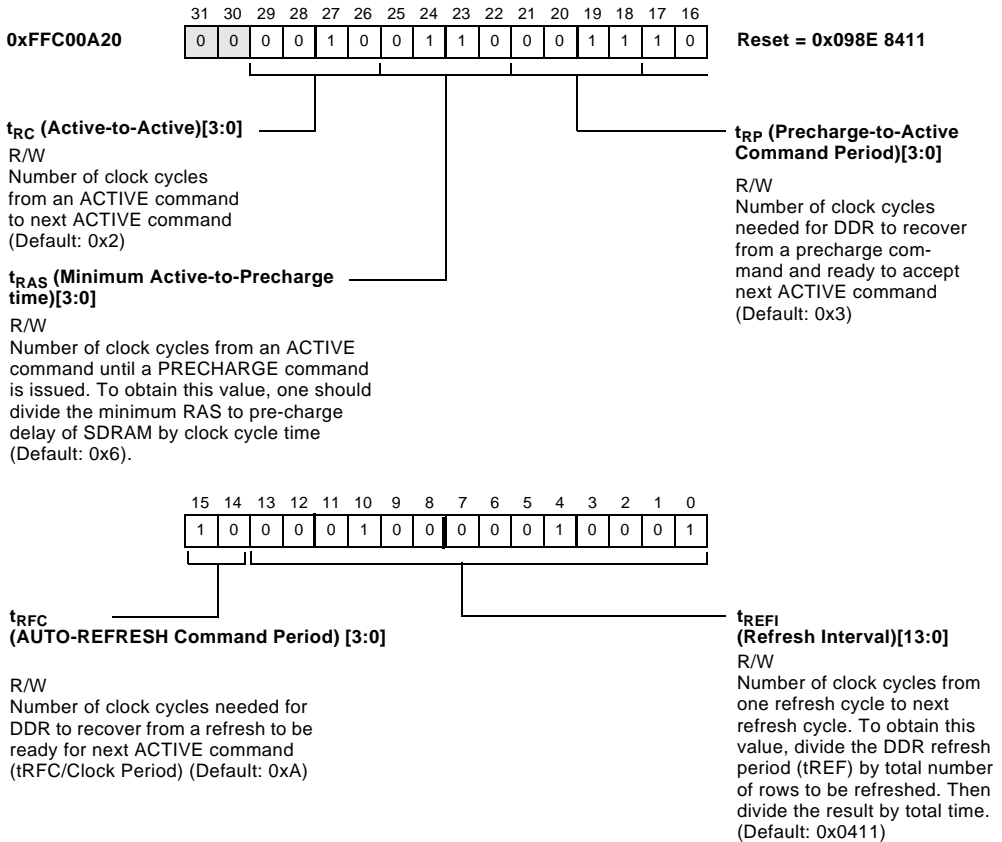 31 30 29 28 27 26 25 24 23 22 21 20 19 18 17 16
0xFFC00A20
0 0 0 0 1 0 0 1 1 0 0 0 1 1 1 0
Reset = 0x098E 8411
tRC (Active-to-Active)[3:0]
R/W
Number of clock cycles
from an ACTIVE command
to next ACTIVE command
(Default: 0x2)
tRAS (Minimum Active-to-Precharge
time)[3:0]
R/W
Number of clock cycles from an ACTIVE
command until a PRECHARGE command
is issued. To obtain this value, one should
divide the minimum RAS to pre-charge
delay of SDRAM by clock cycle time
(Default: 0x6).
tRP (Precharge-to-Active
Command Period)[3:0]
R/W
Number of clock cycles
needed for DDR to recover
from a precharge com-
mand and ready to accept
next ACTIVE command
(Default: 0x3)
15 14 13 12 11 10 9 8 7 6 5 4 3 2 1 0
1 0 0 0 0 1 0 0 0 0 0 1 0 0 0 1
tRFC
(AUTO-REFRESH Command Period) [3:0]
R/W
Number of clock cycles needed for
DDR to recover from a refresh to be
ready for next ACTIVE command
(tRFC/Clock Period) (Default: 0xA)
tREFI
(Refresh Interval)[13:0]
R/W
Number of clock cycles from
one refresh cycle to next
refresh cycle. To obtain this
value, divide the DDR refresh
period (tREF) by total number
of rows to be refreshed. Then
divide the result by total time.
(Default: 0x0411)